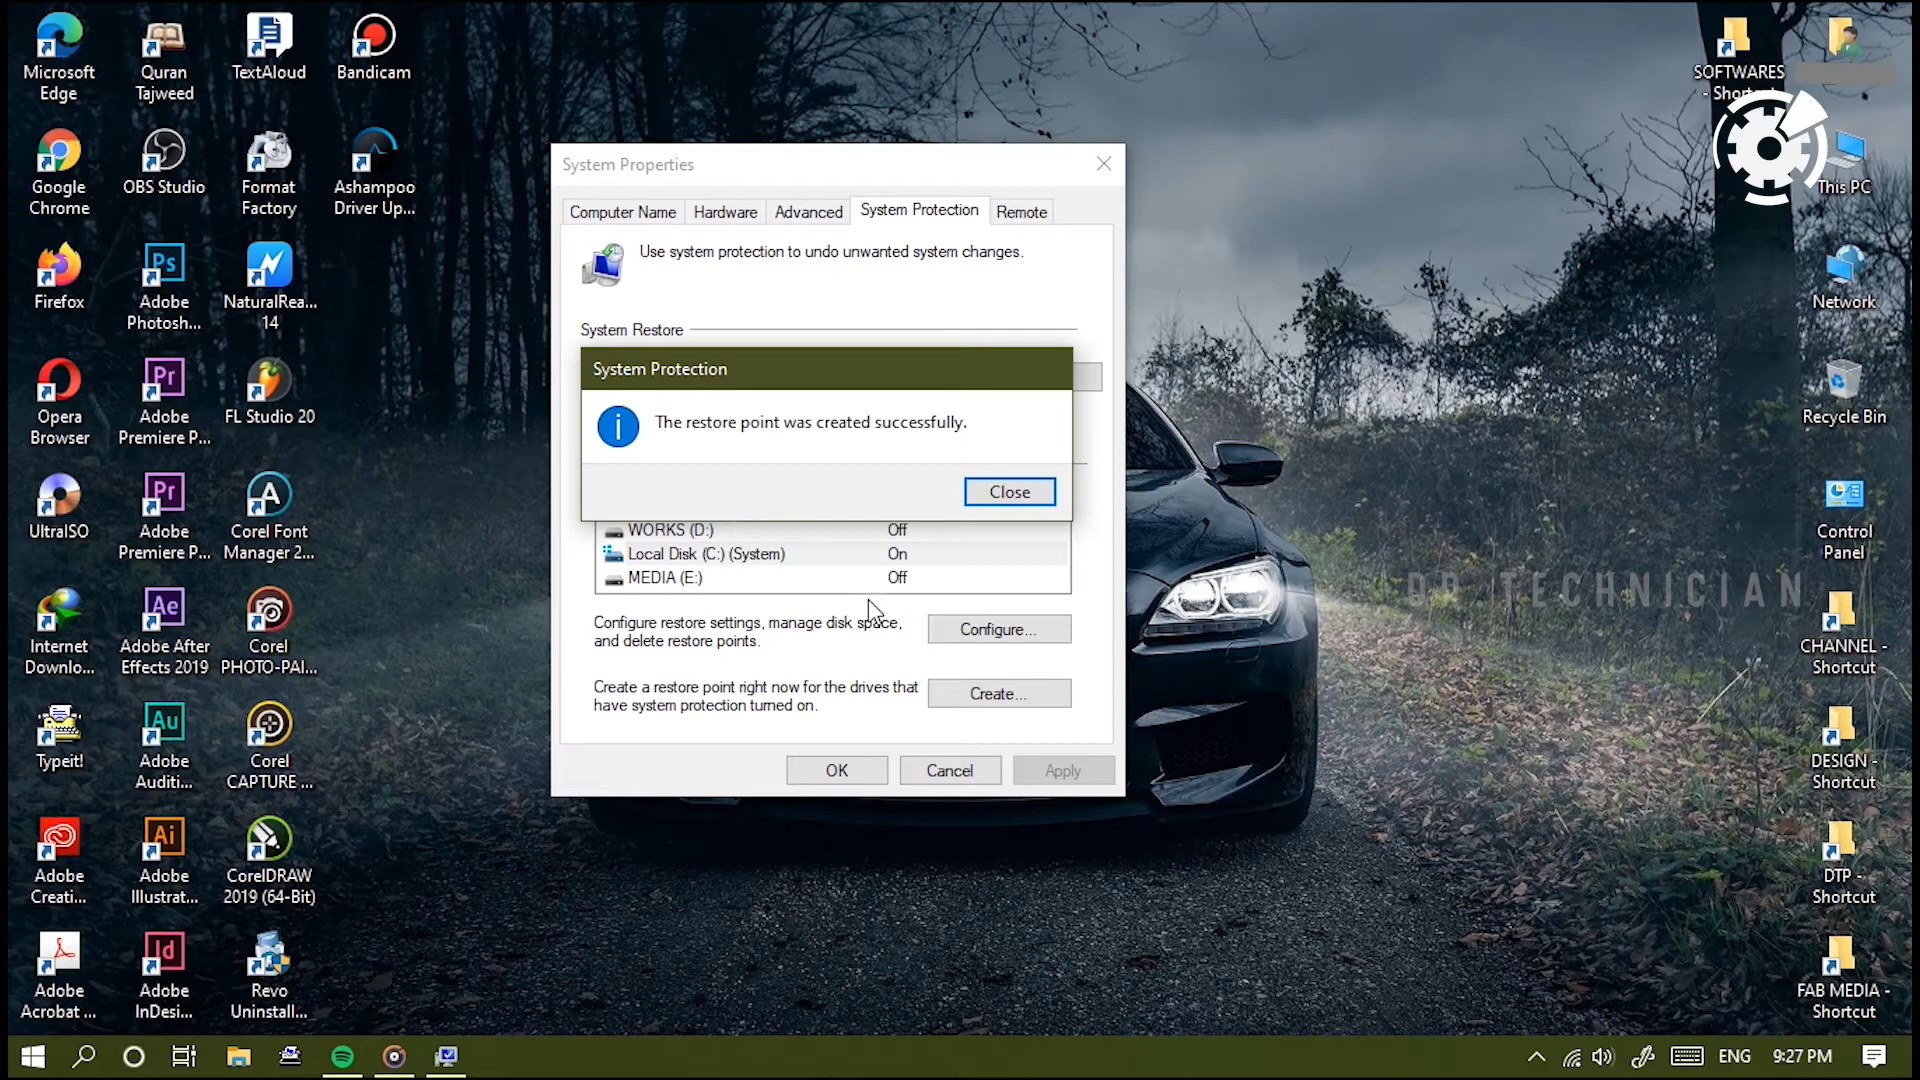 Microsoft
Edge
Quran
Tajweed
TextAloud
Bandicam
Google
Chrome
OBS Studio
Format
Factory
Ashampoo
Driver Up...
Firefox
Adobe
Photosh...
NaturalRea...
14
Opera
Browser
Adobe
Premiere P...
FL Studio 20
UltraISO
Adobe
Premiere P...
Corel Font
Manager 2...
Internet
Downlo...
Adobe After
Effects 2019
Corel
PHOTO-PAI...
Typeit!
Adobe
Auditi...
Corel
CAPTURE ...
Adobe
Creati...
Adobe
Illustrat...
CorelDRAW
2019 (64-Bit)
Adobe
Acrobat ...
Adobe
InDesi...
Revo
Uninstall...
System Properties
Computer Name
Hardware
Advanced
System Protection
Remote
Use system protection to undo unwanted system changes.
System Restore
System Protection
The restore point was created successfully.
Close
WORKS (D:) Off
Local Disk (C:) (System) On
MEDIA (E:) Off
Configure restore settings, manage disk space,
and delete restore points.
Configure...
Create a restore point right now for the drives that
have system protection turned on.
Create...
OK
Cancel
Apply
SOFTWARES
- Shortcut
This PC
Network
Recycle Bin
Control
Panel
TECHNICIAN
CHANNEL -
Shortcut
DESIGN -
Shortcut
DTP -
Shortcut
FAB MEDIA -
Shortcut
ENG
9:27 PM